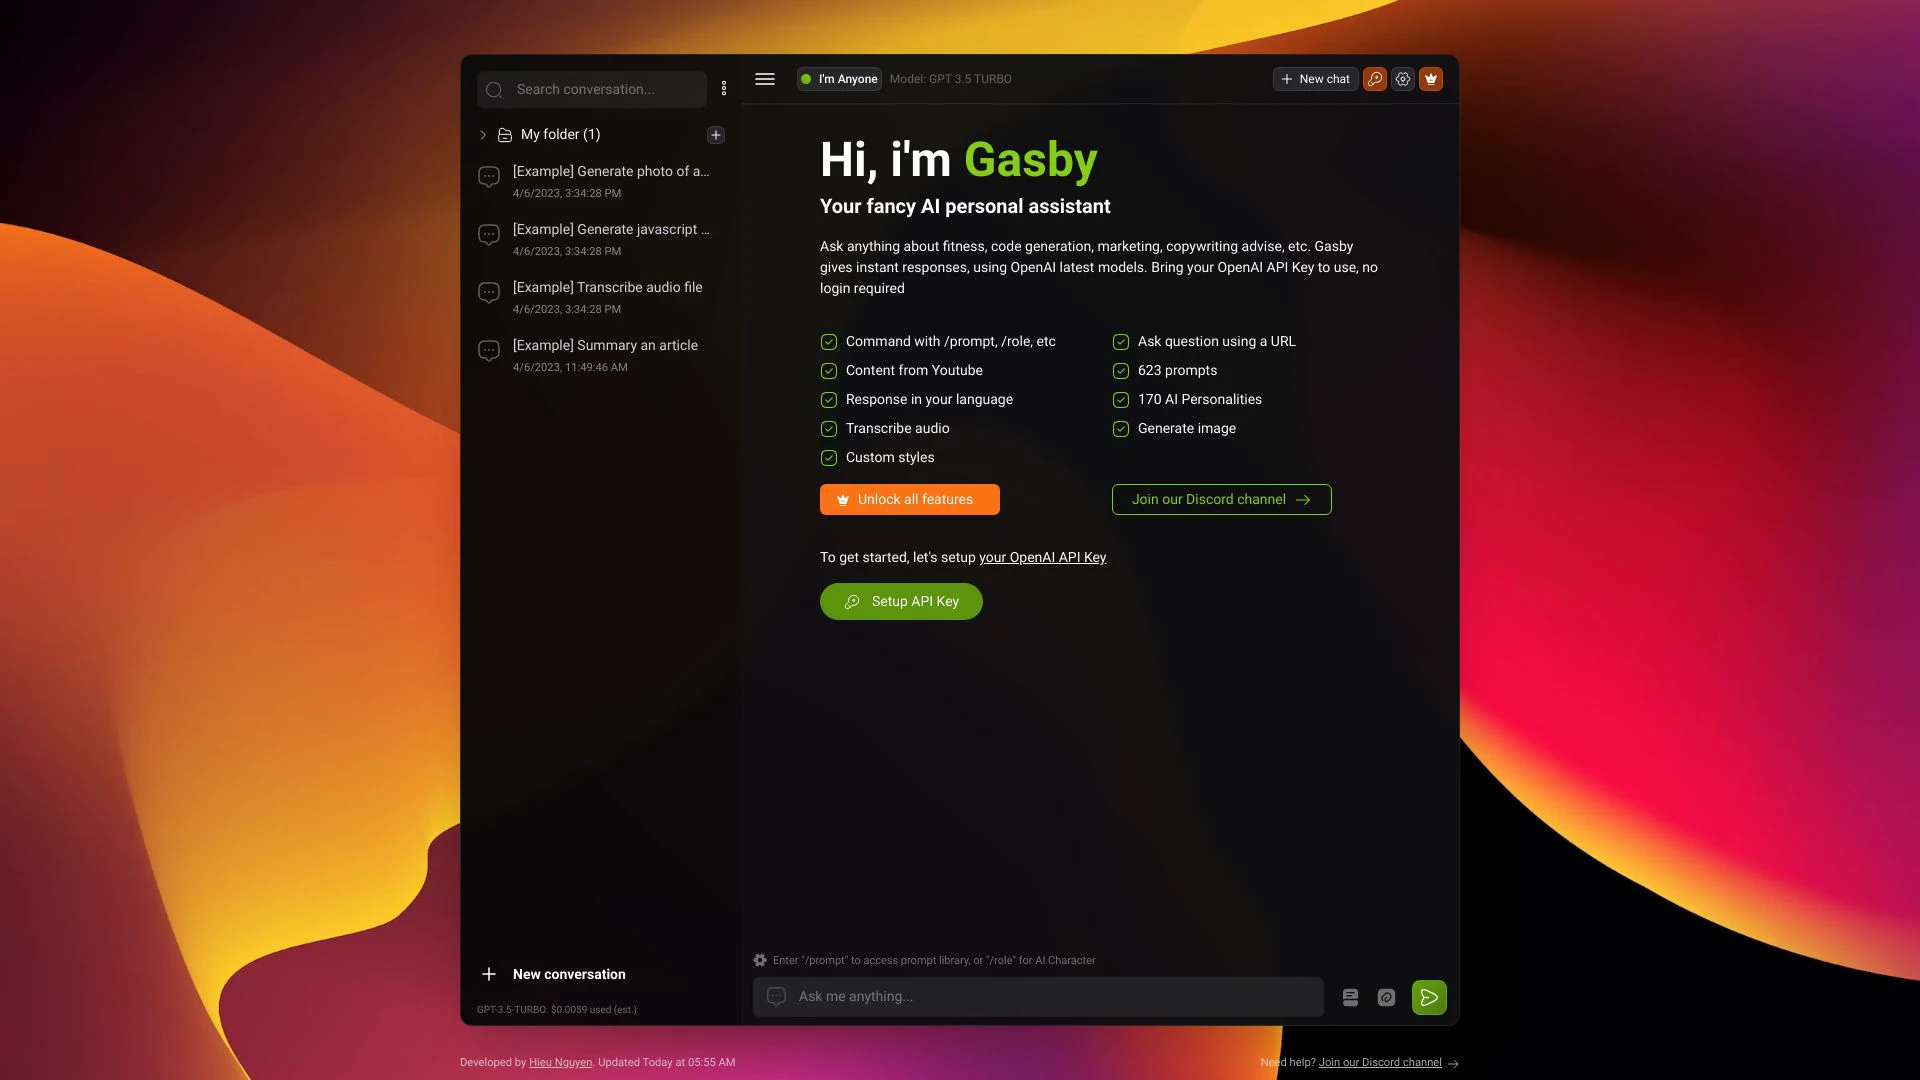 Search conversation...
My folder (1)
[Example] Generate photo of a...
4/6/2023, 3:34:28 PM
[Example] Generate javascript ...
4/6/2023, 3:34:28 PM
[Example] Transcribe audio file
4/6/2023, 3:34:28 PM
[Example] Summary an article
4/6/2023, 11:49:46 AM
New conversation
GPT-3.5-TURBO: $0.0059 used (est.)
I'm Anyone
Model: GPT 3.5 TURBO
New chat
Hi, i'm Gasby
Your fancy AI personal assistant
Ask anything about fitness, code generation, marketing, copywriting advise, etc. Gasby
gives instant responses, using OpenAI latest models. Bring your OpenAI API Key to use, no
login required
Command with /prompt, /role, etc
Content from Youtube
Response in your language
Transcribe audio
Custom styles
Ask question using a URL
623 prompts
170 AI Personalities
Generate image
Unlock all features
Join our Discord channel
To get started, let's setup your OpenAI API Key
Setup API Key
Enter "/prompt" to access prompt library, or "/role" for AI Character
Ask me anything...
Developed by Hieu Nguyen. Updated Today at 05:55 AM
Need help? Join our Discord channel